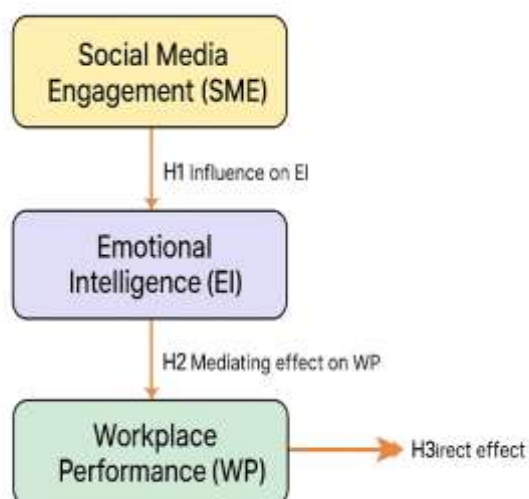 Social Media
Engagement (SME)
H1 Influence on EI
Emotional
Intelligence (EI)
H2 Mediating effect on WP
Workplace
Performance (WP)
H3irect effect